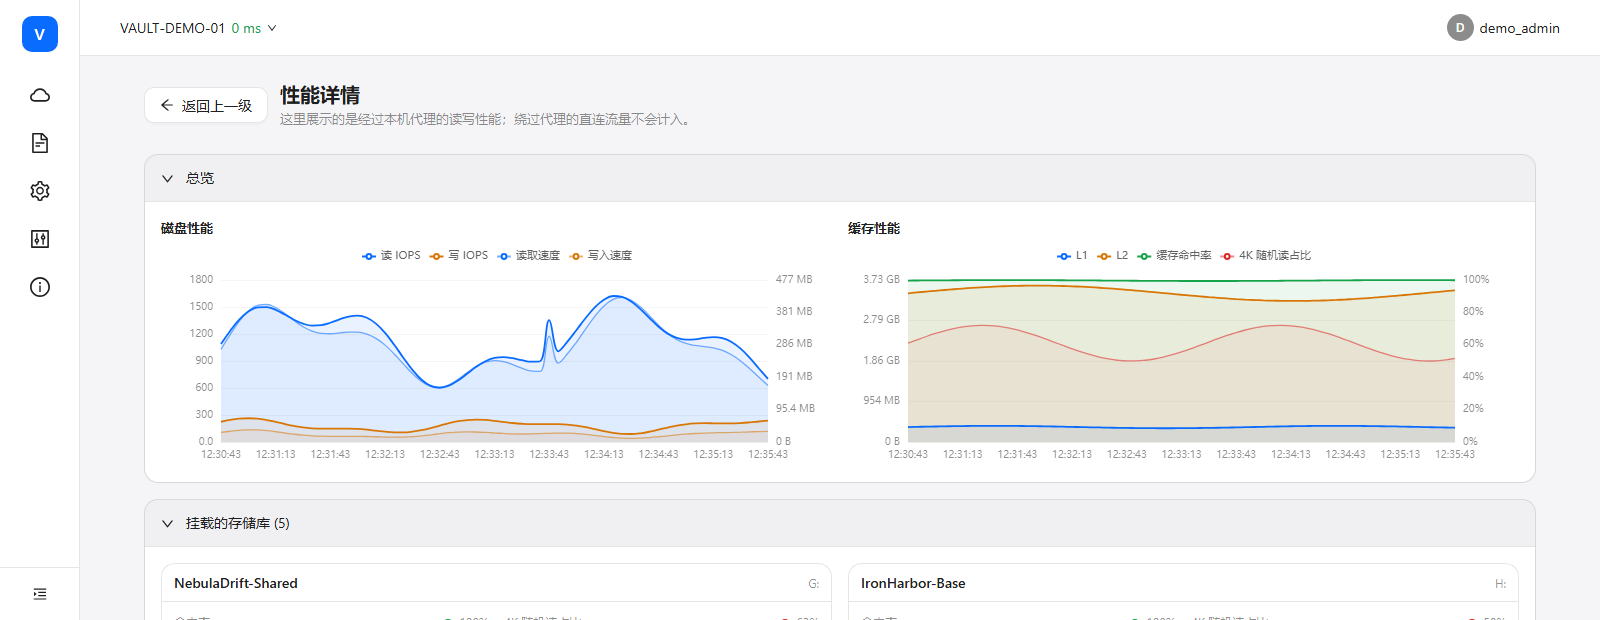 V
VAULT-DEMO-01 0 ms
D demo_admin
返回上一级
性能详情
这里展示的是经过本机代理的读写性能；绕过代理的直连流量不会计入。
总览
磁盘性能
读 IOPS 写 IOPS 读取速度 写入速度
1800 477 MB
1500 381 MB
1200 286 MB
900 191 MB
600 95.4 MB
300 0 B
0.0
12:30:43 12:31:13 12:31:43 12:32:13 12:32:43 12:33:13 12:33:43 12:34:13 12:34:43 12:35:13 12:35:43
缓存性能
L1 L2 缓存命中率 4K 随机读占比
3.73 GB 100%
2.79 GB 80%
1.86 GB 60%
954 MB 40%
0 B 20%
0%
12:30:43 12:31:13 12:31:43 12:32:13 12:32:43 12:33:13 12:33:43 12:34:13 12:34:43 12:35:13 12:35:43
挂载的存储库 (5)
NebulaDrift-Shared G:
IronHarbor-Base H: